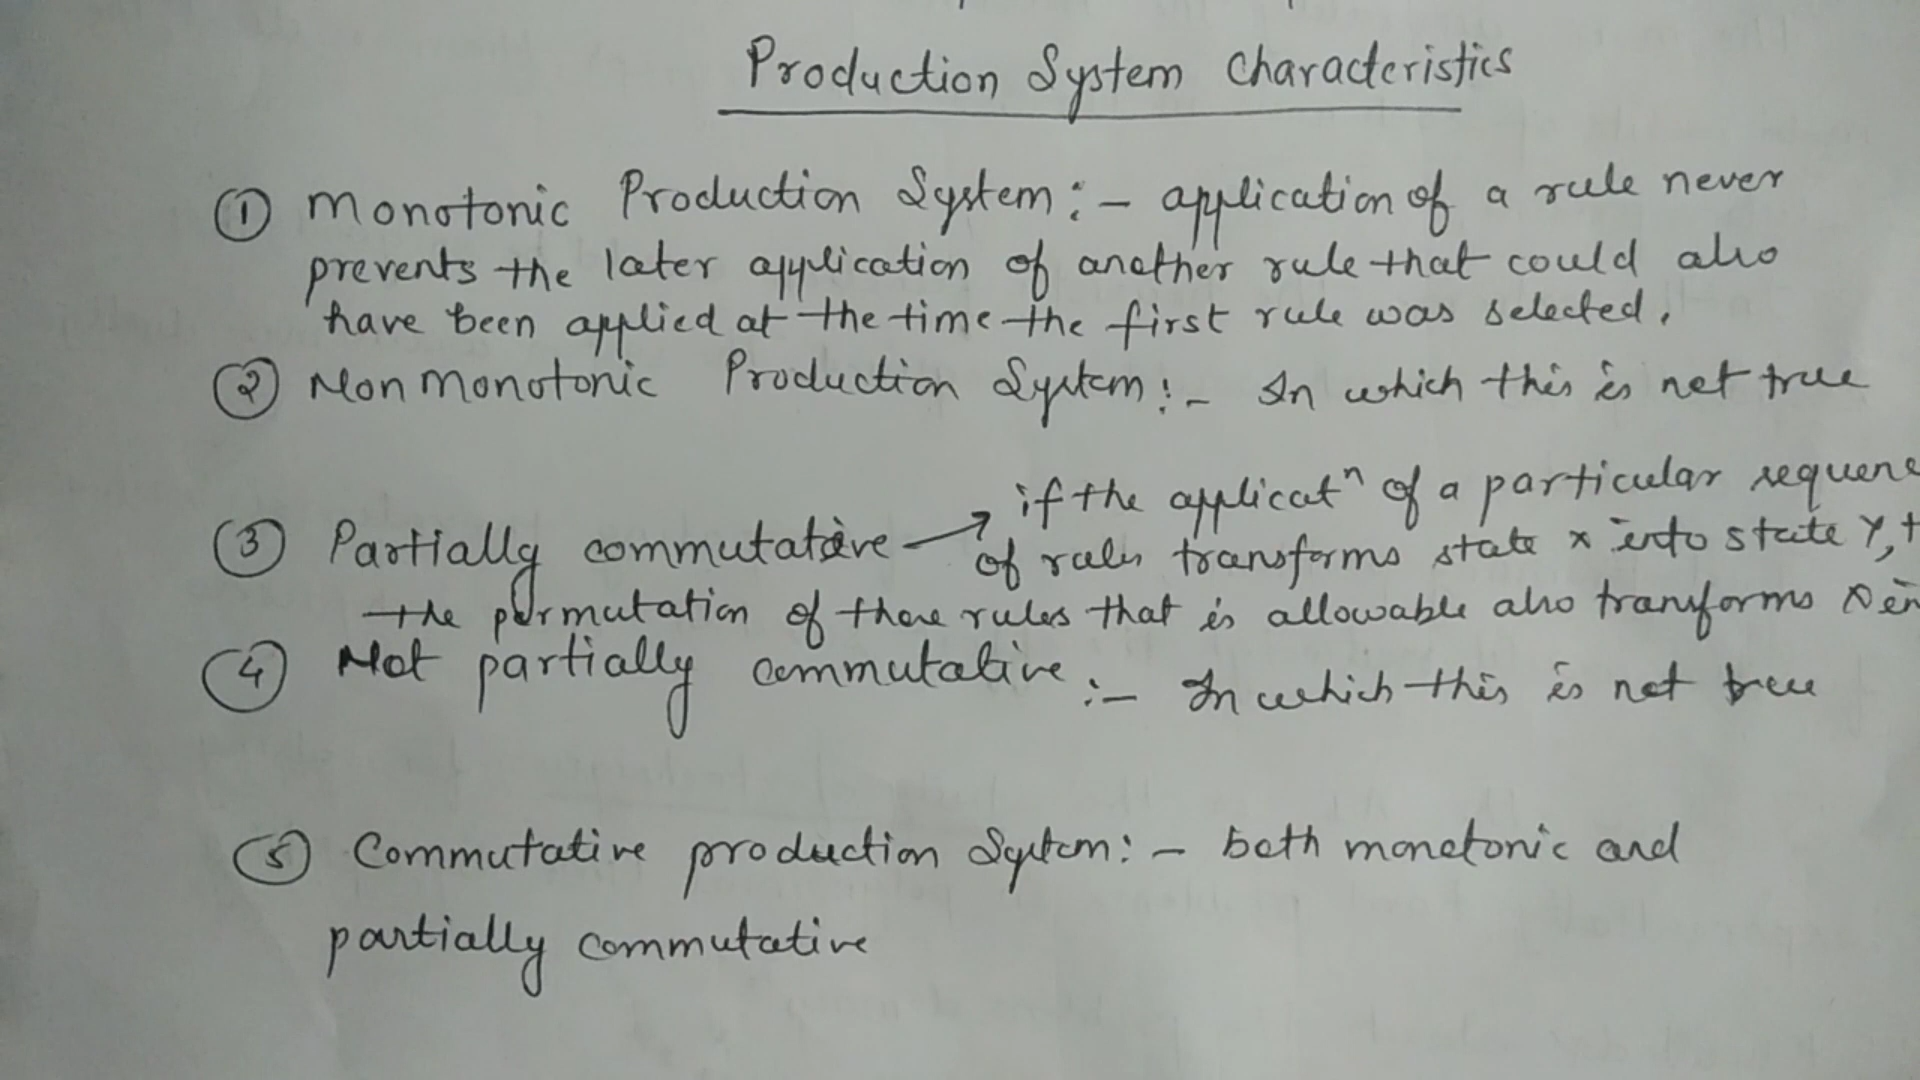 Production System Characteristics
① Monotonic Production System :- application of a rule never
prevents the later application of another rule that could also
have been applied at the time the first rule was selected.
② Non monotonic Production System :- In which this is not true
if the applicatⁿ of a particular sequenc
③ Partially commutative → of rules transforms state x into state Y, t
the permutation of those rules that is allowable also transforms x in
④ Not partially commutative :- In which this is not true
⑤ Commutative production System :- both monotonic and
partially commutative